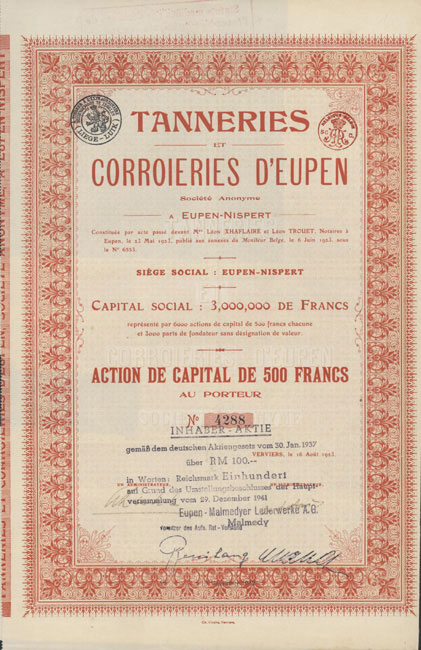 TANNERIES
ET
CORROIERIES D'EUPEN
Société Anonyme
A EUPEN-NISPERT
Constituée par acte passé devant Mes Léon XHAFLAIRE et Léon TROUET, Notaires à
Eupen, le 23 Mai 1923, publié aux annexes du Moniteur Belge, le 8 Juin 1923, sous
le No 6553.
SIÈGE SOCIAL : EUPEN-NISPERT
CAPITAL SOCIAL : 3,000,000 DE FRANCS
représenté par 6000 actions de capital de 500 francs chacune
et 3000 parts de fondateur sans désignation de valeur.
ACTION DE CAPITAL DE 500 FRANCS
AU PORTEUR
No 4288
INHABER-AKTIE
gemäß dem deutschen Aktiengesetz vom 30. Jan. 1937
VERVIERS, le 16 Août 1923.
über RM 100.--
in Worten: Reichsmark Einhundert
UN ADMINISTRATEUR
auf Grund des Umstellungsbeschlusses der Haupt-
versammlung vom 29. Dezember 1941
Eupen-Malmedyer Lederwerke A.G.
Malmedy